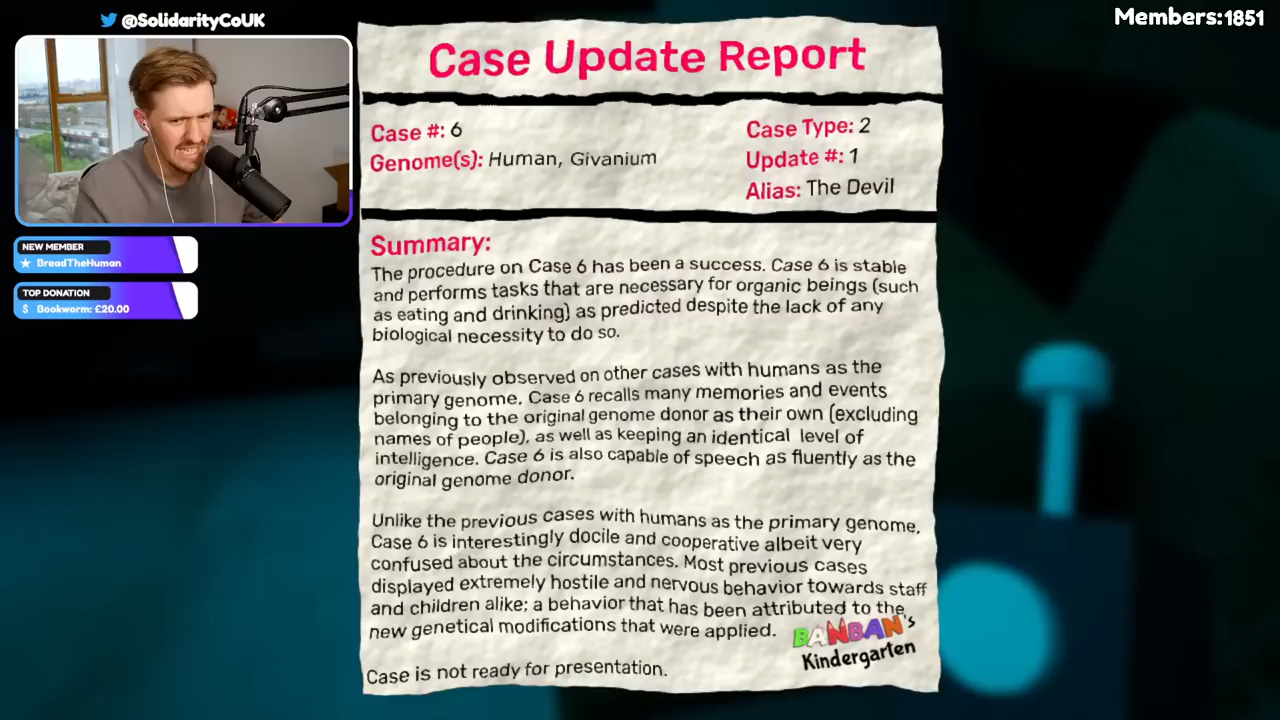 @SolidarityCoUK
Members:1851
NEW MEMBER
BreadTheHuman
TOP DONATION
$ Bookworm: £20.00
Case Update Report
Case #: 6
Genome(s): Human, Givanium
Case Type: 2
Update #: 1
Alias: The Devil
Summary:
The procedure on Case 6 has been a success. Case 6 is stable
and performs tasks that are necessary for organic beings (such
as eating and drinking) as predicted despite the lack of any
biological necessity to do so.
As previously observed on other cases with humans as the
primary genome, Case 6 recalls many memories and events
belonging to the original genome donor as their own (excluding
names of people), as well as keeping an identical level of
intelligence. Case 6 is also capable of speech as fluently as the
original genome donor.
Unlike the previous cases with humans as the primary genome,
Case 6 is interestingly docile and cooperative albeit very
confused about the circumstances. Most previous cases
displayed extremely hostile and nervous behavior towards staff
and children alike; a behavior that has been attributed to the
new genetical modifications that were applied.
BANBAN's
Kindergarten
Case is not ready for presentation.